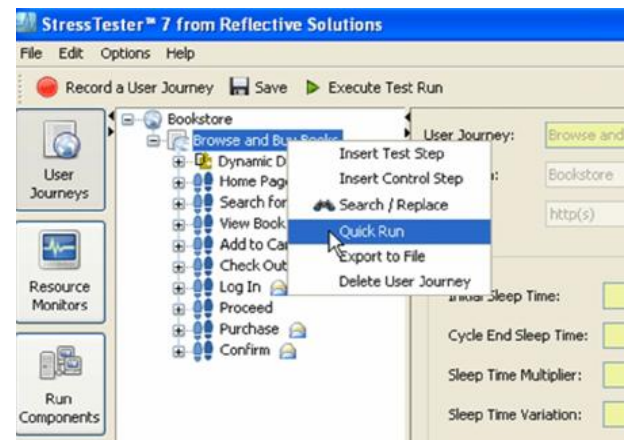 StressTester™ 7 from Reflective Solutions
File Edit Options Help
Record a User Journey Save Execute Test Run
User Journeys
Resource Monitors
Run Components
Bookstore
Browse and Buy Books
Dynamic D
Home Pag
Search for
View Book
Add to Ca
Check Out
Log In
Proceed
Purchase
Confirm
Insert Test Step
Insert Control Step
Search / Replace
Quick Run
Export to File
Delete User Journey
User Journey: Browse and
Bookstore
http(s)
Initial Sleep Time:
Cycle End Sleep Time:
Sleep Time Multiplier:
Sleep Time Variation: